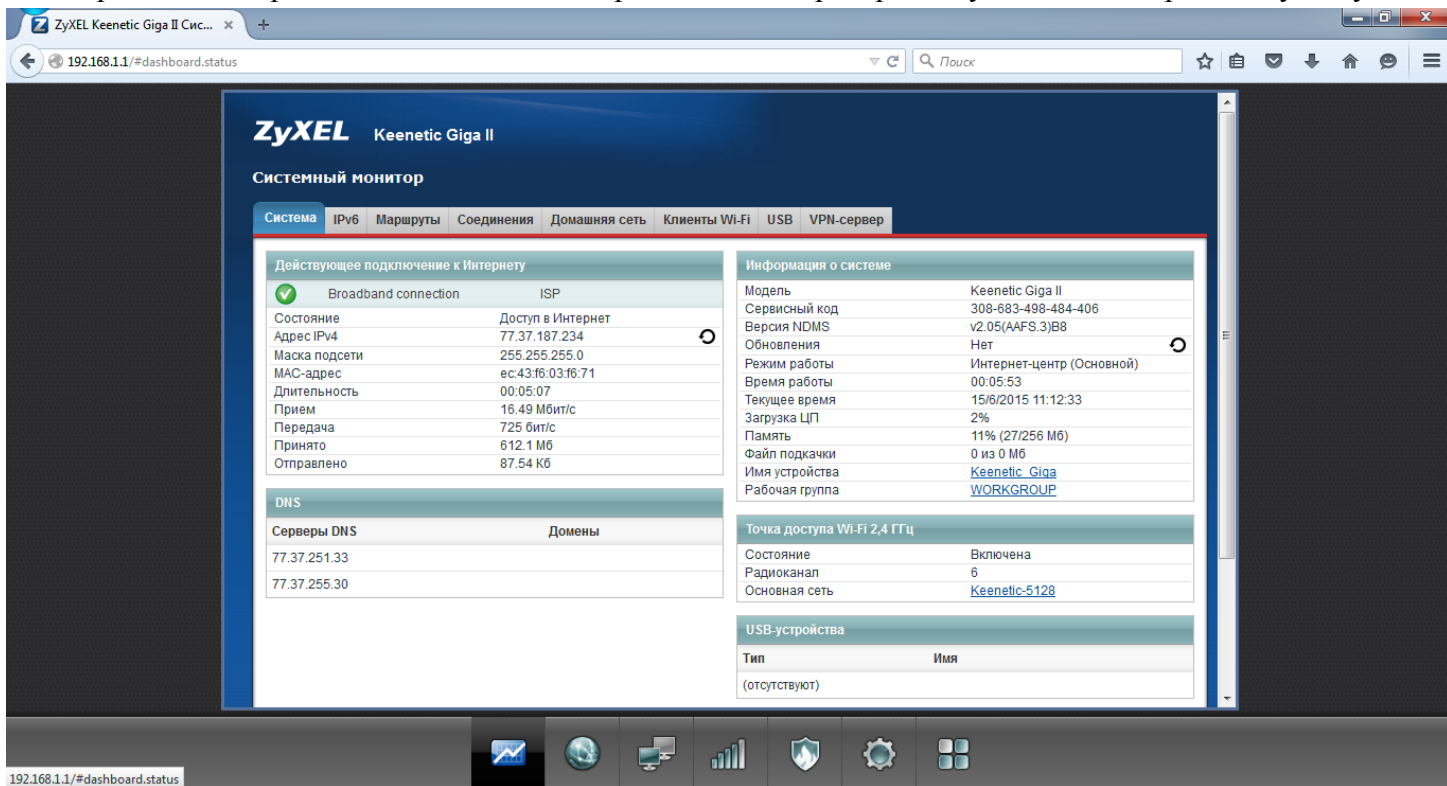 ZyXEL Keenetic Giga II Сис...
192.168.1.1/#dashboard.status
Поиск
ZyXEL Keenetic Giga II
Системный монитор
Система IPv6 Маршруты Соединения Домашняя сеть Клиенты Wi-Fi USB VPN-сервер
Действующее подключение к Интернету
Broadband connection ISP
Состояние Доступ в Интернет
Адрес IPv4 77.37.187.234
Маска подсети 255.255.255.0
MAC-адрес ec:43:f6:03:f6:71
Длительность 00:05:07
Прием 16.49 Мбит/с
Передача 725 бит/с
Принято 612.1 Мб
Отправлено 87.54 Кб
DNS
Серверы DNS Домены
77.37.251.33
77.37.255.30
Информация о системе
Модель Keenetic Giga II
Сервисный код 308-683-498-484-406
Версия NDMS v2.05(AAFS.3)B8
Обновления Нет
Режим работы Интернет-центр (Основной)
Время работы 00:05:53
Текущее время 15/6/2015 11:12:33
Загрузка ЦП 2%
Память 11% (27/256 Мб)
Файл подкачки 0 из 0 Мб
Имя устройства Keenetic_Giga
Рабочая группа WORKGROUP
Точка доступа Wi-Fi 2,4 ГГц
Состояние Включена
Радиоканал 6
Основная сеть Keenetic-5128
USB-устройства
Тип Имя
(отсутствуют)
192.168.1.1/#dashboard.status